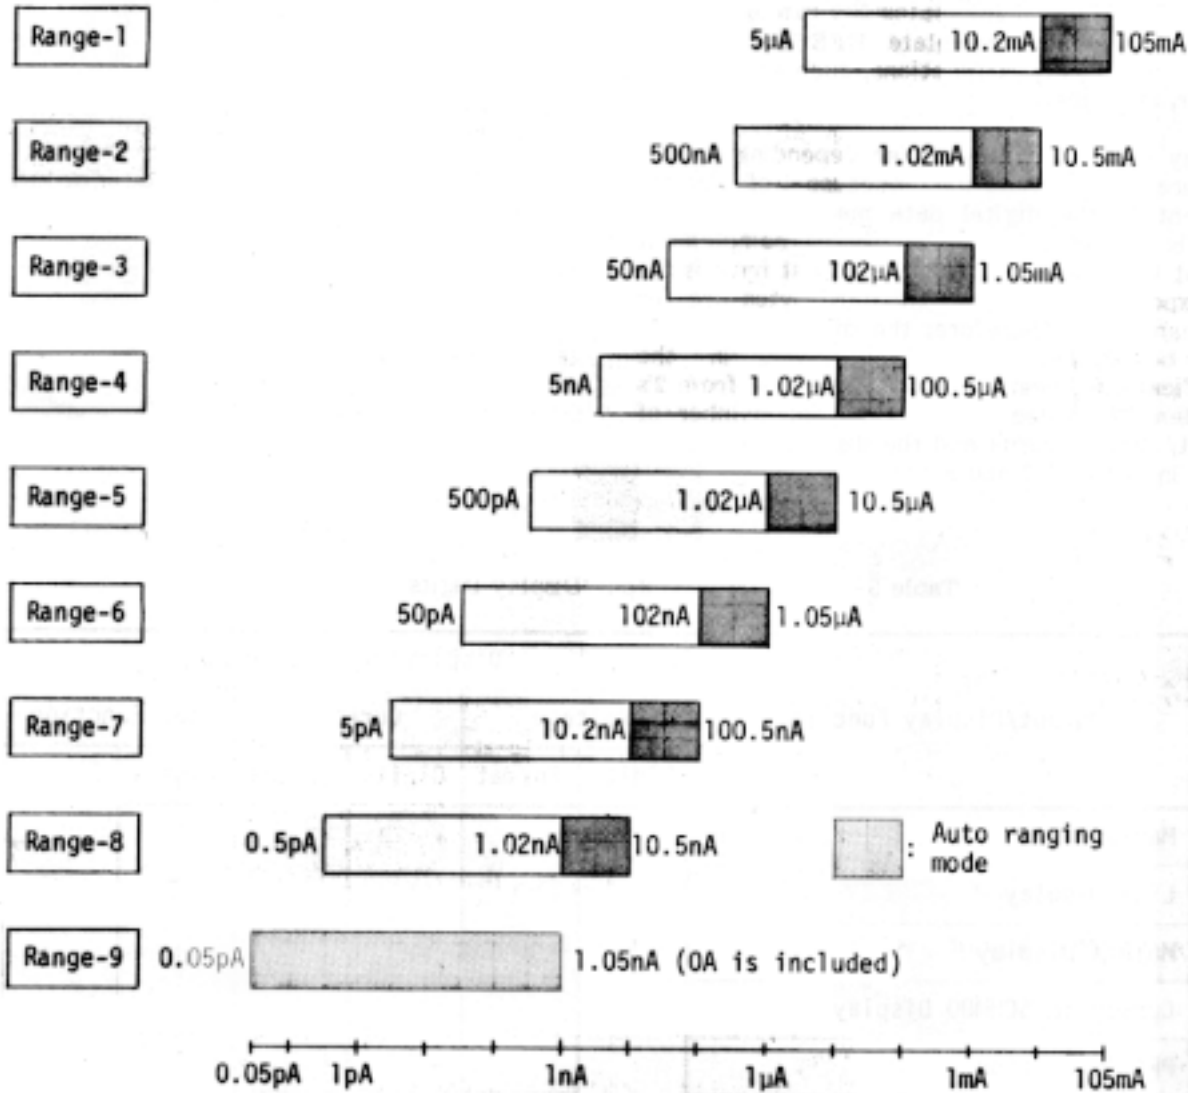 Range-1 5µA 10.2mA 105mA
Range-2 500nA 1.02mA 10.5mA
Range-3 50nA 102µA 1.05mA
Range-4 5nA 1.02µA 100.5µA
Range-5 500pA 1.02µA 10.5µA
Range-6 50pA 102nA 1.05µA
Range-7 5pA 10.2nA 100.5nA
Range-8 0.5pA 1.02nA 10.5nA
: Auto ranging
mode
Range-9 0.05pA 1.05nA (OA is included)
0.05pA 1pA 1nA 1µA 1mA 105mA